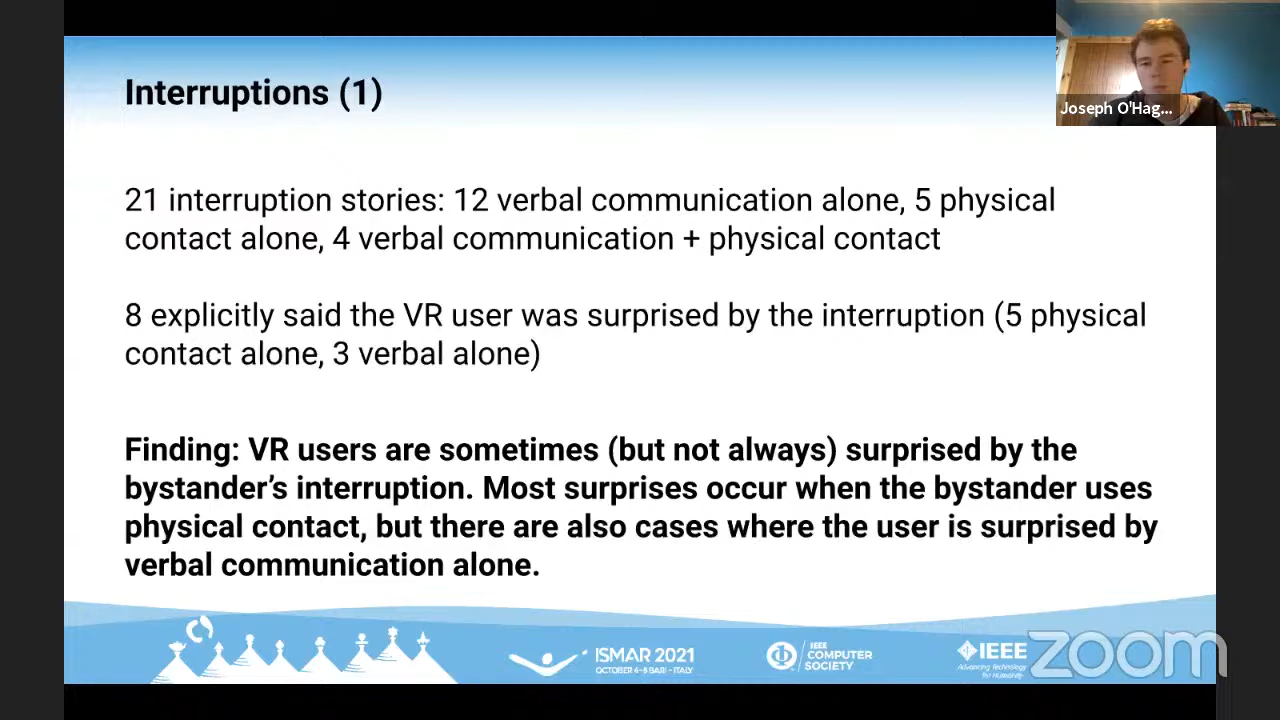 Interruptions (1)
Joseph O'Hag...
21 interruption stories: 12 verbal communication alone, 5 physical
contact alone, 4 verbal communication + physical contact
8 explicitly said the VR user was surprised by the interruption (5 physical
contact alone, 3 verbal alone)
Finding: VR users are sometimes (but not always) surprised by the
bystander’s interruption. Most surprises occur when the bystander uses
physical contact, but there are also cases where the user is surprised by
verbal communication alone.
ISMAR 2021
OCTOBER 4-8 BARI - ITALY
IEEE
COMPUTER
SOCIETY
IEEE
Advancing Technology
for Humanity
zoom